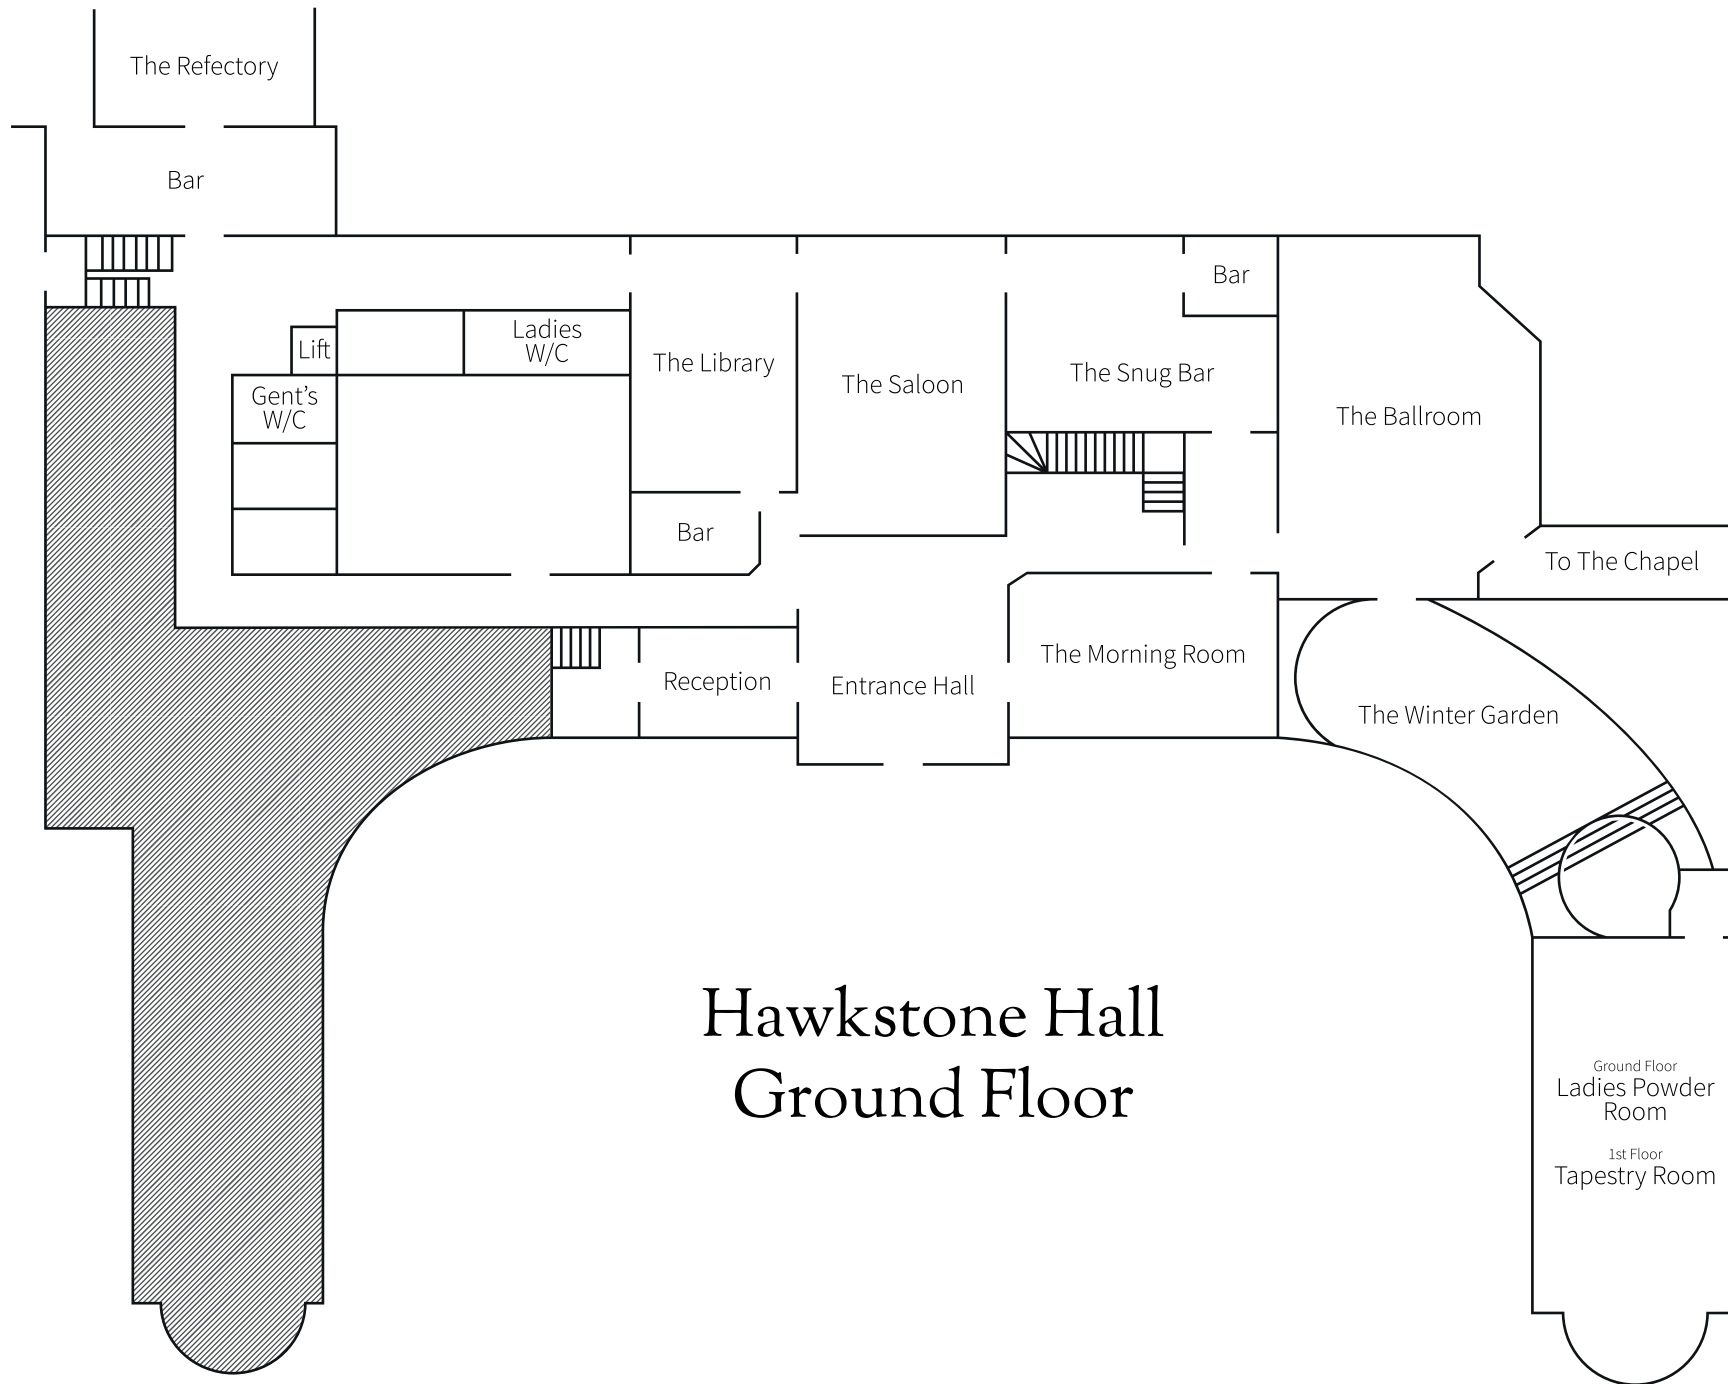 The Refectory
Bar
Bar
Lift
Ladies
W/C
The Library
The Saloon
The Snug Bar
Gent's
W/C
The Ballroom
Bar
To The Chapel
Reception
Entrance Hall
The Morning Room
The Winter Garden
Hawkstone Hall
Ground Floor
Ground Floor
Ladies Powder
Room
1st Floor
Tapestry Room